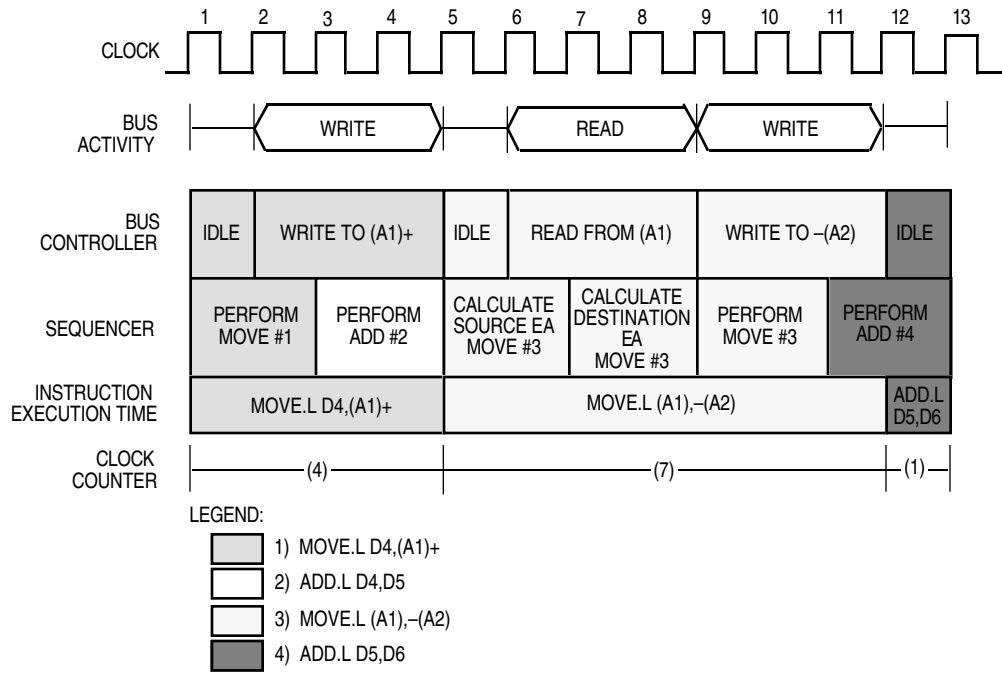 1 2 3 4 5 6 7 8 9 10 11 12 13
CLOCK
BUS
ACTIVITY
WRITE READ WRITE
BUS
CONTROLLER
IDLE WRITE TO (A1)+ IDLE READ FROM (A1) WRITE TO –(A2) IDLE
SEQUENCER
PERFORM
MOVE #1
PERFORM
ADD #2
CALCULATE
SOURCE EA
MOVE #3
CALCULATE
DESTINATION
EA
MOVE #3
PERFORM
MOVE #3
PERFORM
ADD #4
INSTRUCTION
EXECUTION TIME
MOVE.L D4,(A1)+ MOVE.L (A1),–(A2)
ADD.L
D5,D6
CLOCK
COUNTER
(4) (7) (1)
LEGEND:
1) MOVE.L D4,(A1)+
2) ADD.L D4,D5
3) MOVE.L (A1),–(A2)
4) ADD.L D5,D6